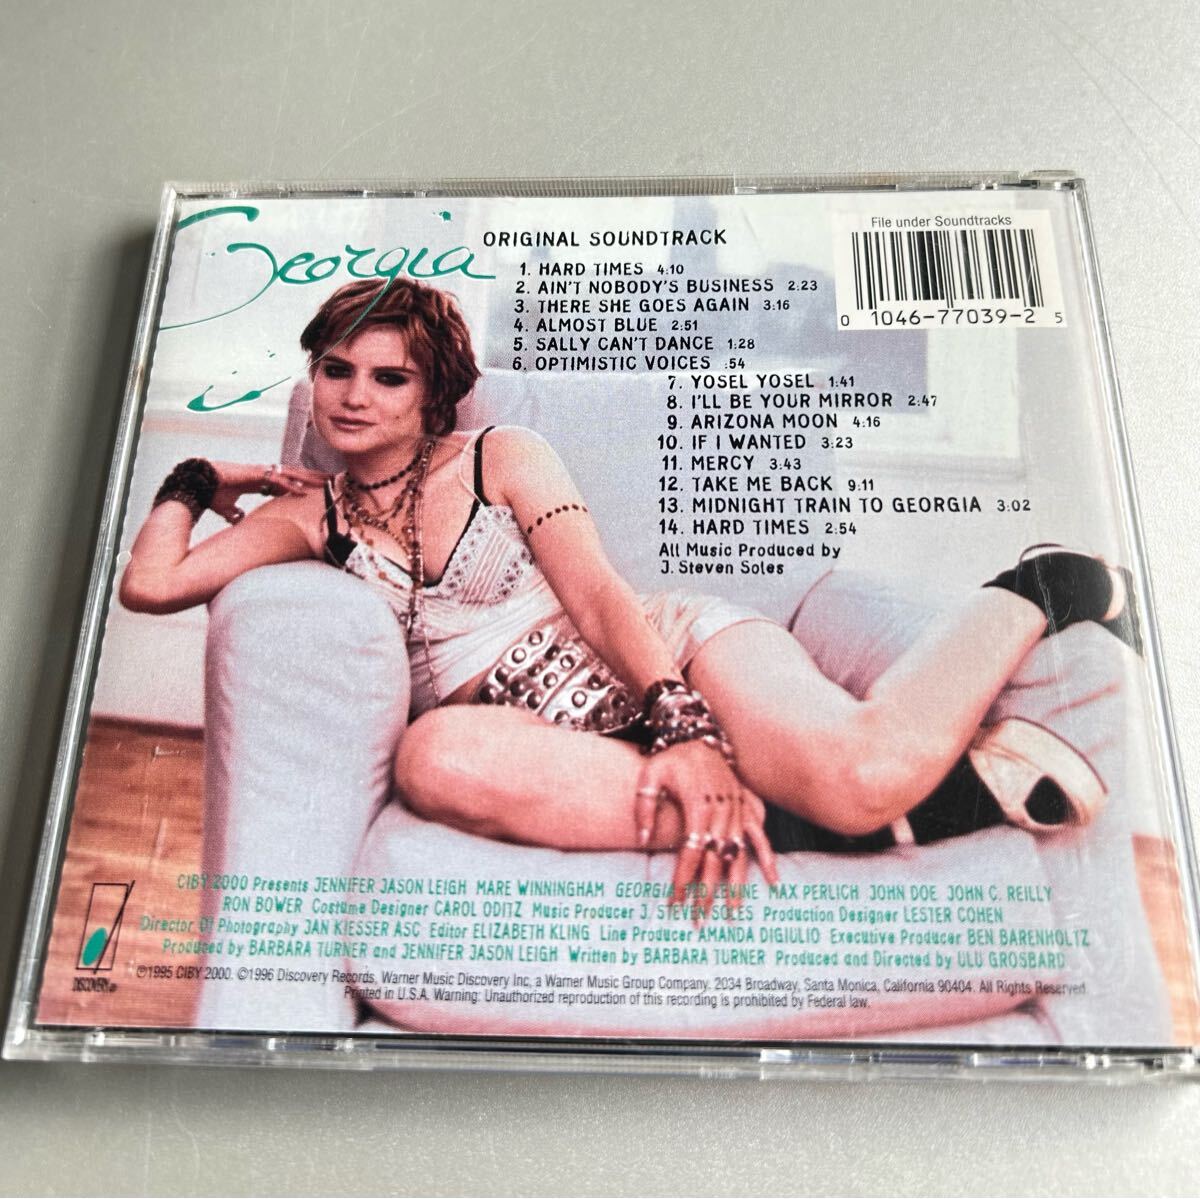 Georgia
ORIGINAL SOUNDTRACK
1. HARD TIMES 4:10
2. AIN'T NOBODY'S BUSINESS 2:23
3. THERE SHE GOES AGAIN 3:16
4. ALMOST BLUE 2:51
5. SALLY CAN'T DANCE 1:28
6. OPTIMISTIC VOICES :54
7. YOSEL YOSEL 1:41
8. I'LL BE YOUR MIRROR 2:47
9. ARIZONA MOON 4:16
10. IF I WANTED 3:23
11. MERCY 3:43
12. TAKE ME BACK 9:11
13. MIDNIGHT TRAIN TO GEORGIA 3:02
14. HARD TIMES 2:54
All Music Produced by
J. Steven Soles
File under Soundtracks
0 1046-77039-2 5
CIBY 2000 Presents JENNIFER JASON LEIGH MARE WINNINGHAM GEORGIA TED LEVINE MAX PERLICH JOHN DOE JOHN C. REILLY
RON BOWER Costume Designer CAROL ODITZ Music Producer J. STEVEN SOLES Production Designer LESTER COHEN
Director Of Photography JAN KIESSER ASC Editor ELIZABETH KLING Line Producer AMANDA DIGIULIO Executive Producer BEN BARENHOLTZ
Produced by BARBARA TURNER and JENNIFER JASON LEIGH Written by BARBARA TURNER Produced and Directed by ULU GROSBARD
℗1995 CIBY 2000. ©1996 Discovery Records, Warner Music Discovery Inc, a Warner Music Group Company. 2034 Broadway, Santa Monica, California 90404. All Rights Reserved.
Printed in U.S.A. Warning: Unauthorized reproduction of this recording is prohibited by Federal law.
DISCOVERY